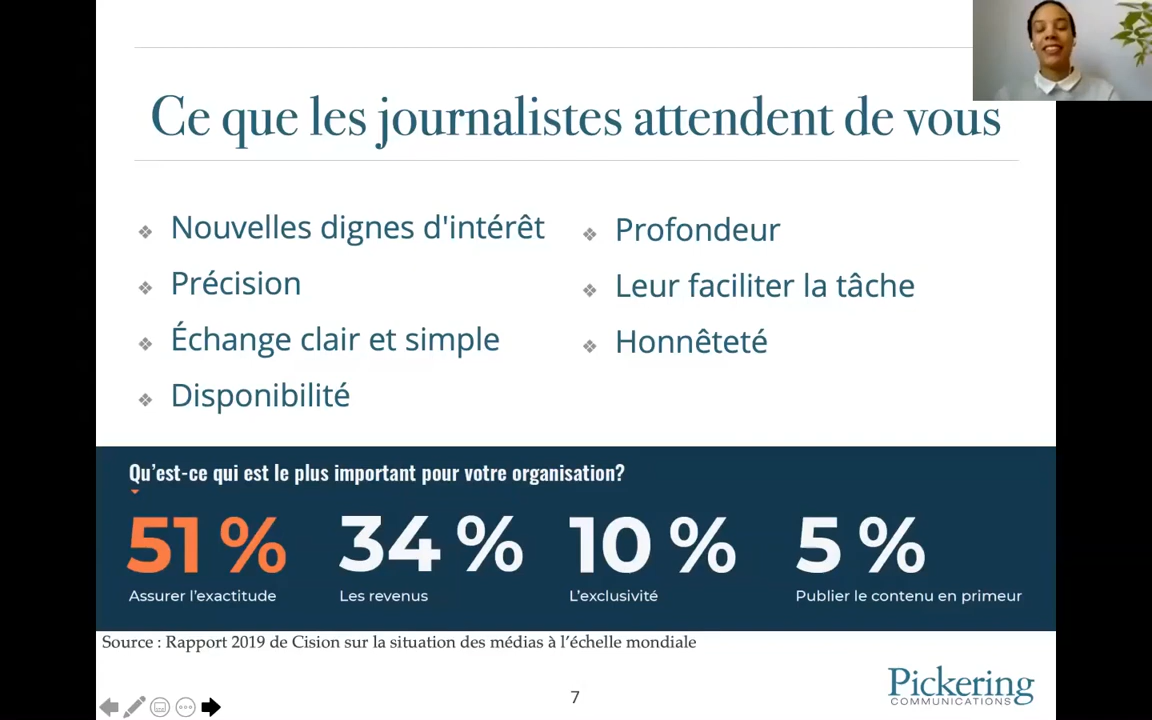 Ce que les journalistes attendent de vous
Nouvelles dignes d'intérêt
Précision
Échange clair et simple
Disponibilité
Profondeur
Leur faciliter la tâche
Honnêteté
Qu’est-ce qui est le plus important pour votre organisation?
51 %
Assurer l’exactitude
34 %
Les revenus
10 %
L’exclusivité
5 %
Publier le contenu en primeur
Source : Rapport 2019 de Cision sur la situation des médias à l’échelle mondiale
7
Pickering
COMMUNICATIONS